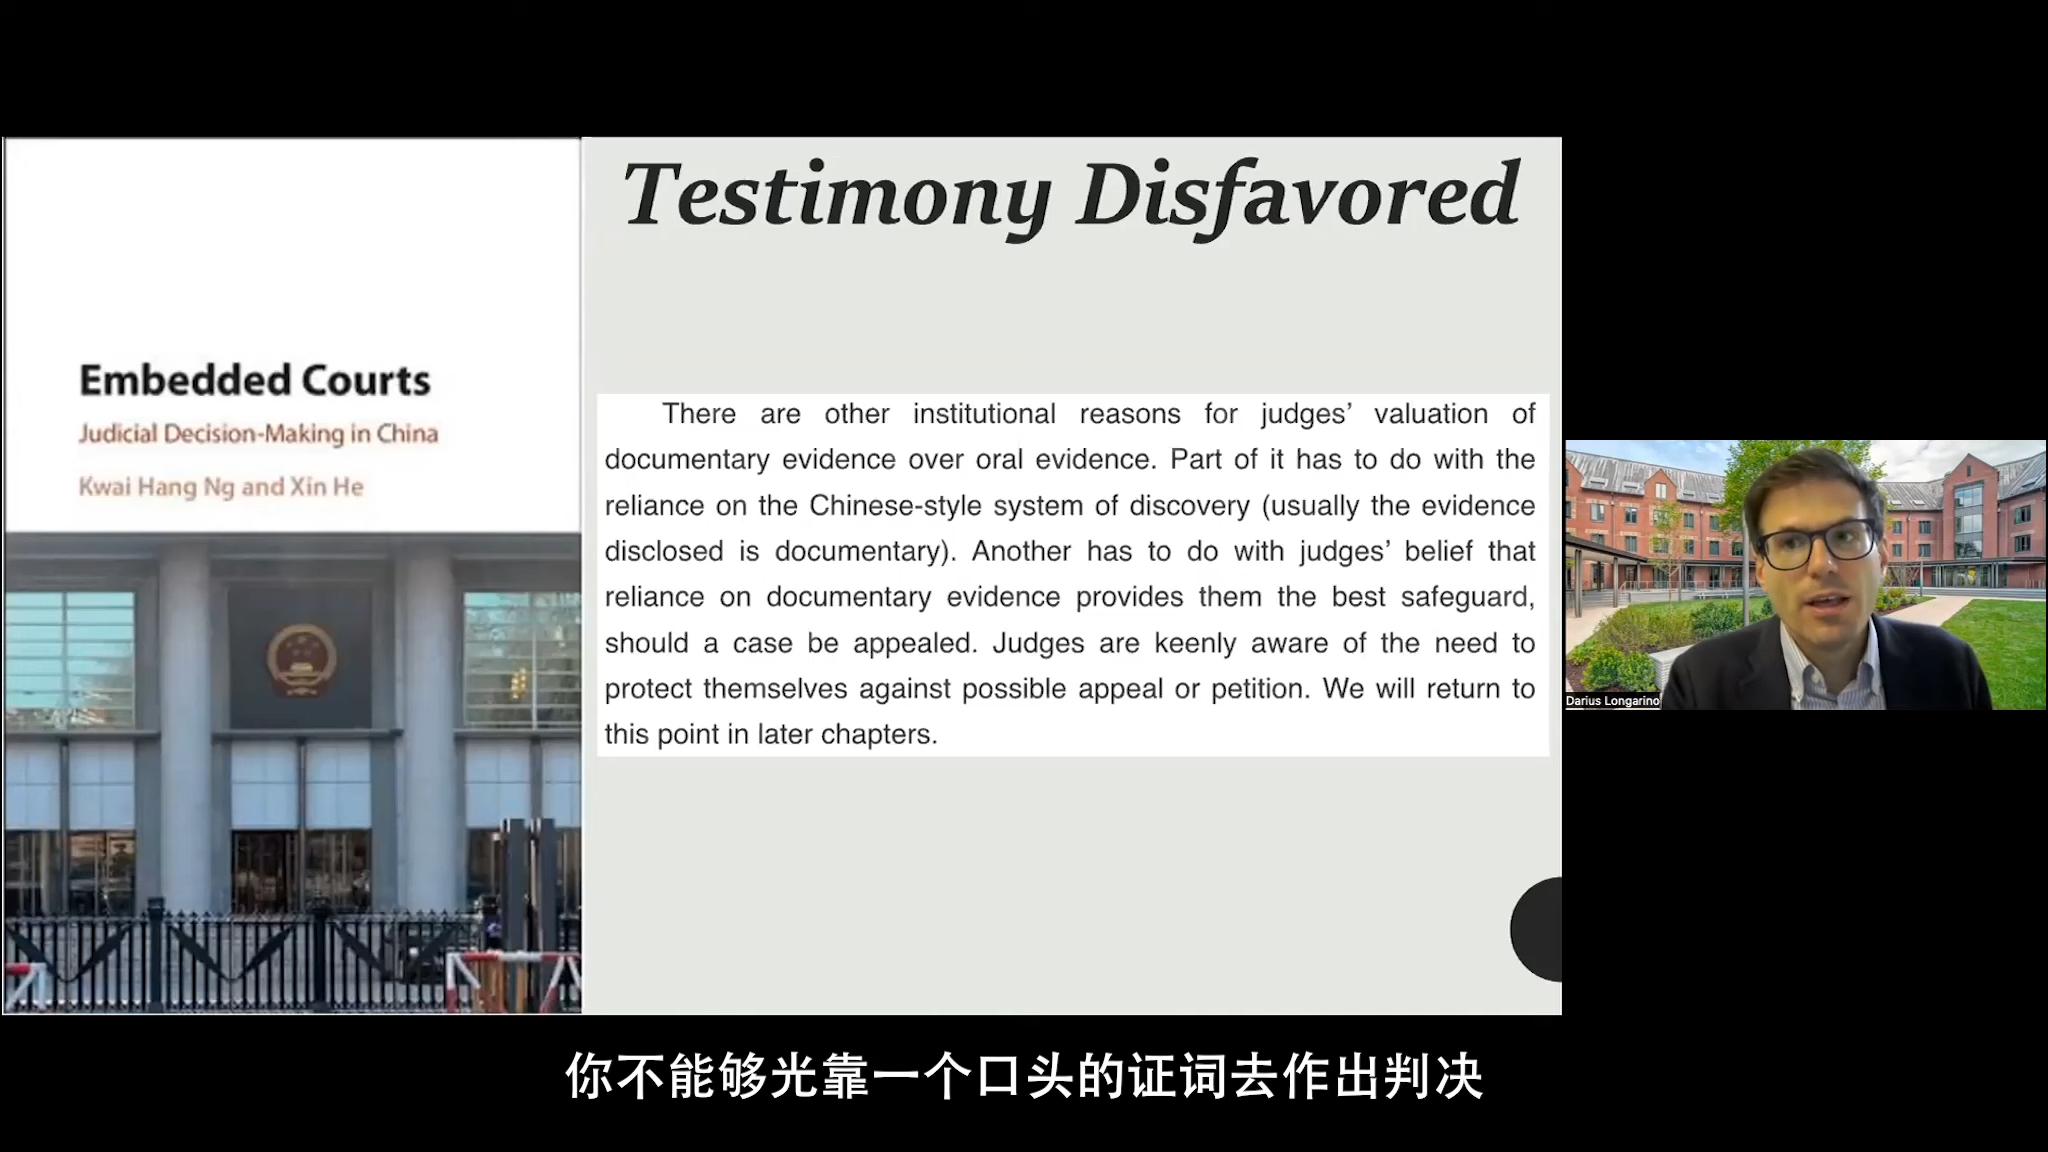 Testimony Disfavored
Embedded Courts
Judicial Decision-Making in China
Kwai Hang Ng and Xin He
There are other institutional reasons for judges’ valuation of
documentary evidence over oral evidence. Part of it has to do with the
reliance on the Chinese-style system of discovery (usually the evidence
disclosed is documentary). Another has to do with judges’ belief that
reliance on documentary evidence provides them the best safeguard,
should a case be appealed. Judges are keenly aware of the need to
protect themselves against possible appeal or petition. We will return to
this point in later chapters.
Darius Longarino
你不能够光靠一个口头的证词去作出判决